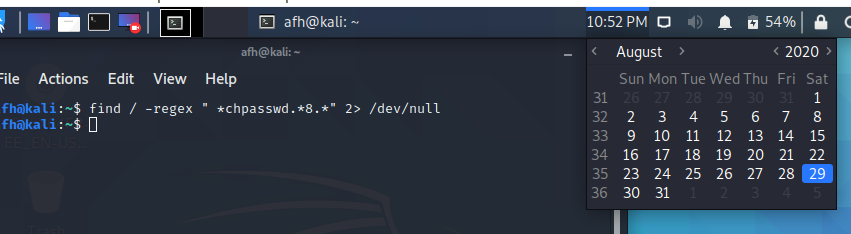 afh@kali: ~
10:52 PM
54%
afh@kali: ~
File Actions Edit View Help
afh@kali:~$ find / -regex " *chpasswd.*8.*" 2> /dev/null
afh@kali:~$
August 2020
Sun Mon Tue Wed Thu Fri Sat
31 26 27 28 29 30 31 1
32 2 3 4 5 6 7 8
33 9 10 11 12 13 14 15
34 16 17 18 19 20 21 22
35 23 24 25 26 27 28 29
36 30 31 1 2 3 4 5